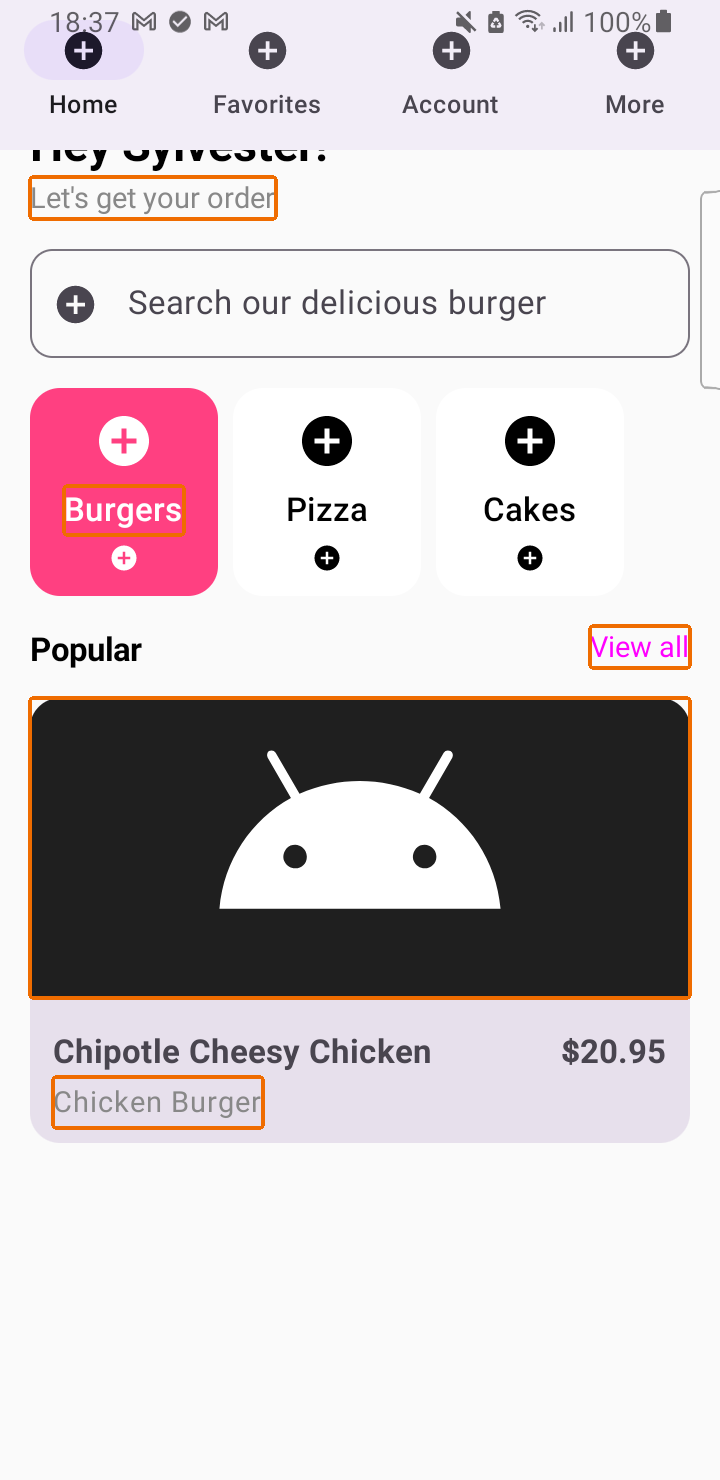 18:37 100%
Home Favorites Account More
Hey Sylvester!
Let's get your order
Search our delicious burger
Burgers Pizza Cakes
Popular View all
Chipotle Cheesy Chicken $20.95
Chicken Burger